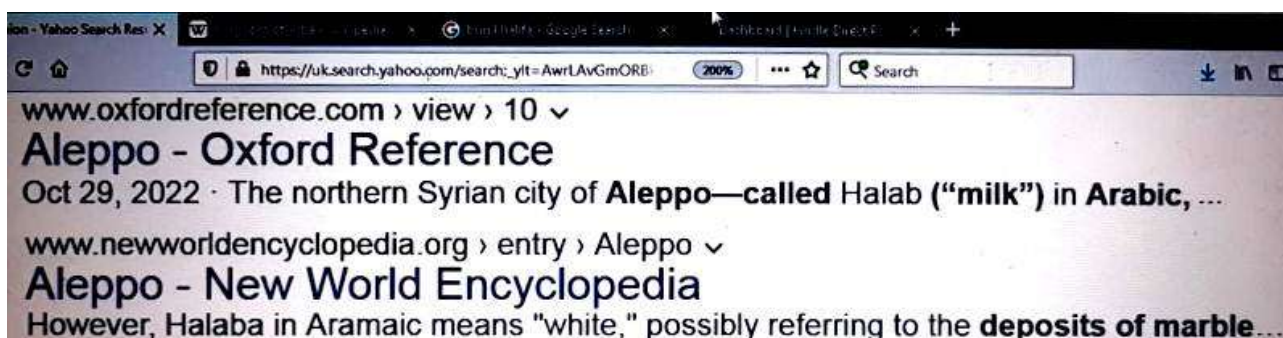 ion - Yahoo Search Res
Google Search
https://uk.search.yahoo.com/search;_ylt=AwrLAvGmORB
200%
Search
www.oxfordreference.com › view › 10
Aleppo - Oxford Reference
Oct 29, 2022 · The northern Syrian city of Aleppo—called Halab (“milk”) in Arabic, ...
www.newworldencyclopedia.org › entry › Aleppo
Aleppo - New World Encyclopedia
However, Halaba in Aramaic means "white," possibly referring to the deposits of marble...